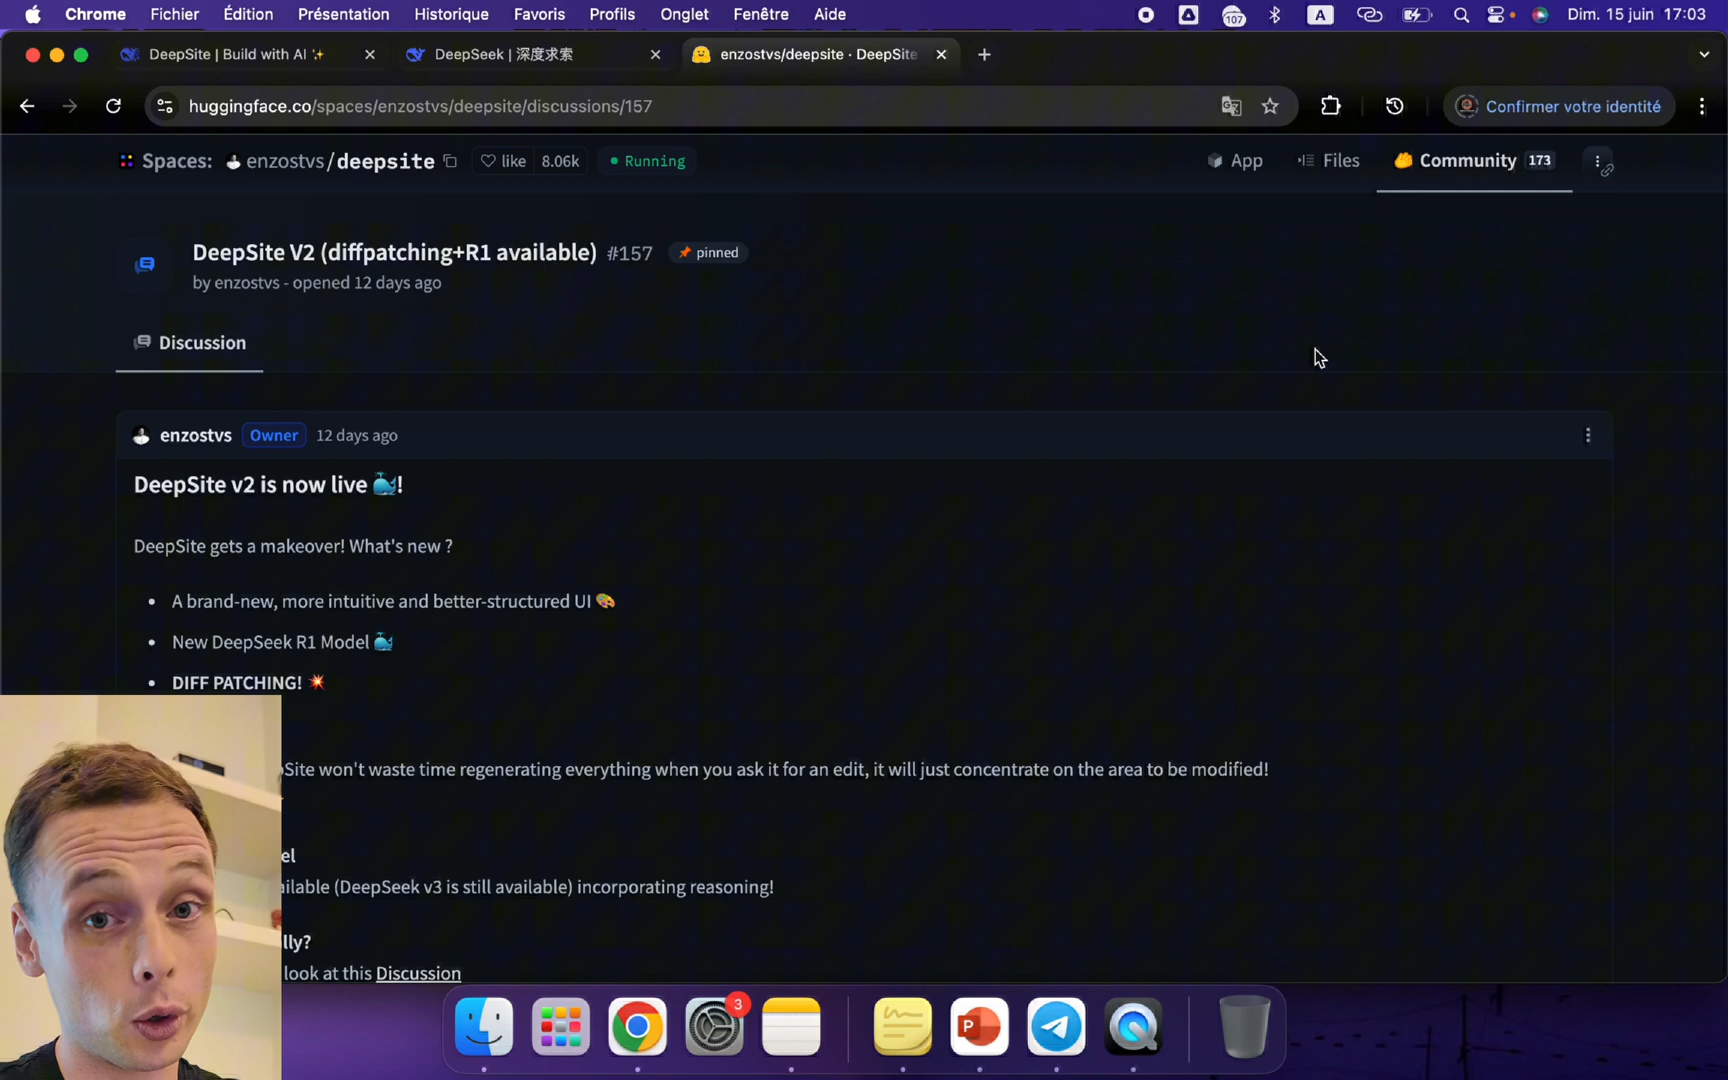 Chrome Fichier Édition Présentation Historique Favoris Profils Onglet Fenêtre Aide 107 A Dim. 15 juin 17:03
DeepSite | Build with AI ✨ DeepSeek | 深度求索 enzostvs/deepsite · DeepSite
huggingface.co/spaces/enzostvs/deepsite/discussions/157 Confirmer votre identité
Spaces: enzostvs/deepsite like 8.06k Running App Files Community 173
DeepSite V2 (diffpatching+R1 available) #157 📌 pinned
by enzostvs - opened 12 days ago
Discussion
enzostvs Owner 12 days ago
DeepSite v2 is now live 🐳!
DeepSite gets a makeover! What's new ?
• A brand-new, more intuitive and better-structured UI 🎨
• New DeepSeek R1 Model 🐳
• DIFF PATCHING! 💥
Site won't waste time regenerating everything when you ask it for an edit, it will just concentrate on the area to be modified!
el
ailable (DeepSeek v3 is still available) incorporating reasoning!
lly?
look at this Discussion
3
P